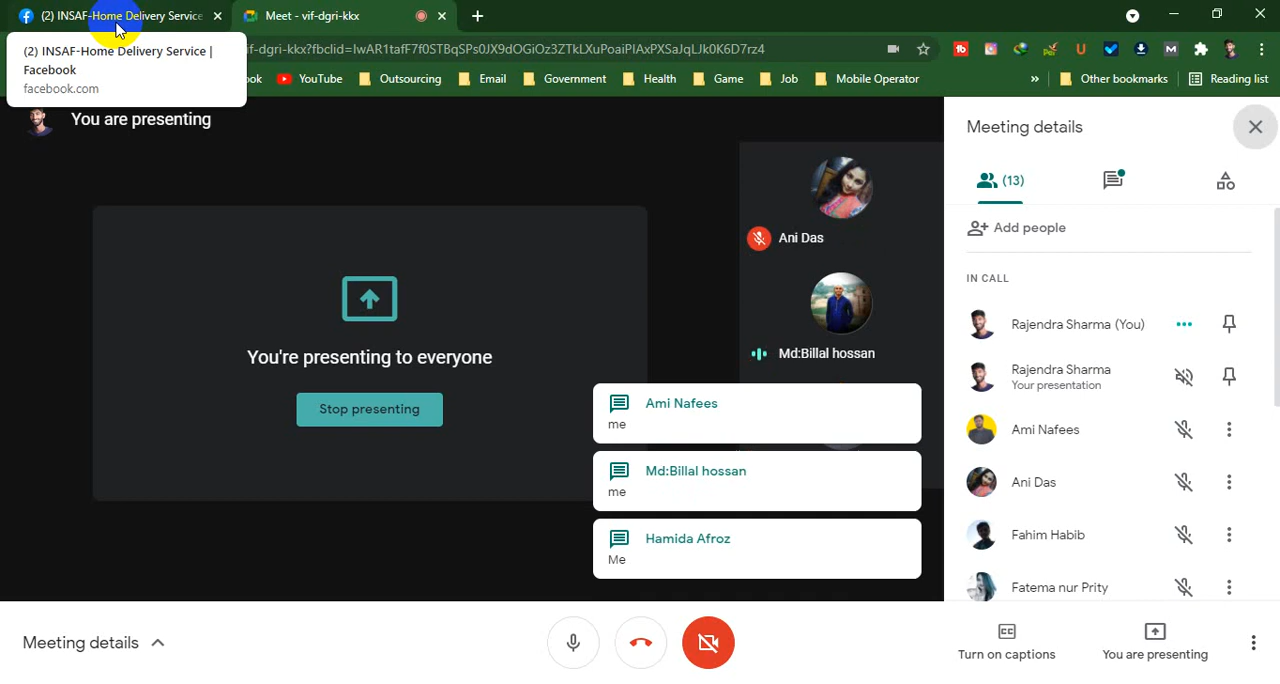 (2) INSAF-Home Delivery Service
Meet - vif-dgri-kkx
(2) INSAF-Home Delivery Service |
Facebook
facebook.com
vif-dgri-kkx?fbclid=IwAR1tafF7f0STBqSPs0JX9dOGiOz3ZTkLXuPoaiPIAxPXSaJqLJk0K6D7rz4
ook
YouTube
Outsourcing
Email
Government
Health
Game
Job
Mobile Operator
»
Other bookmarks
Reading list
You are presenting
Meeting details
(13)
Add people
IN CALL
Rajendra Sharma (You)
Rajendra Sharma
Your presentation
Ami Nafees
Ani Das
Fahim Habib
Fatema nur Prity
Ani Das
Md:Billal hossan
You're presenting to everyone
Stop presenting
Ami Nafees
me
Md:Billal hossan
me
Hamida Afroz
Me
Meeting details
CC
Turn on captions
You are presenting